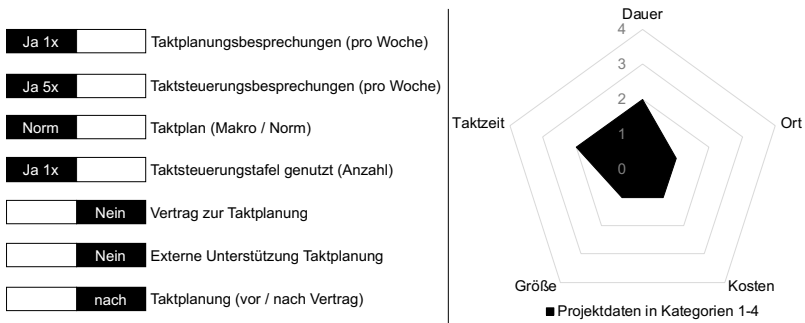 Ja 1x Taktplanungsbesprechungen (pro Woche)
Ja 5x Taktsteuerungsbesprechungen (pro Woche)
Norm Taktplan (Makro / Norm)
Ja 1x Taktsteuerungstafel genutzt (Anzahl)
Nein Vertrag zur Taktplanung
Nein Externe Unterstützung Taktplanung
nach Taktplanung (vor / nach Vertrag)
Dauer
4
3
2
1
0
Taktzeit
Ort
Größe
Kosten
Projektdaten in Kategorien 1-4